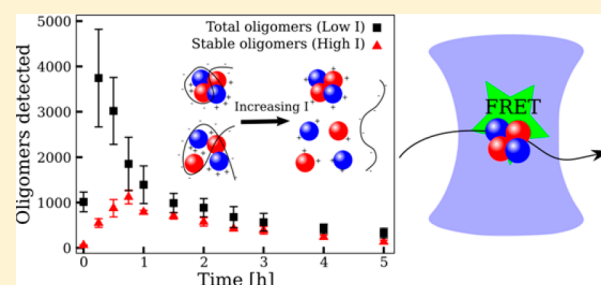 Total oligomers (Low I)
Stable oligomers (High I)
Increasing I
FRET
Oligomers detected
5000
4000
3000
2000
1000
0
0
1
2
3
4
5
Time [h]